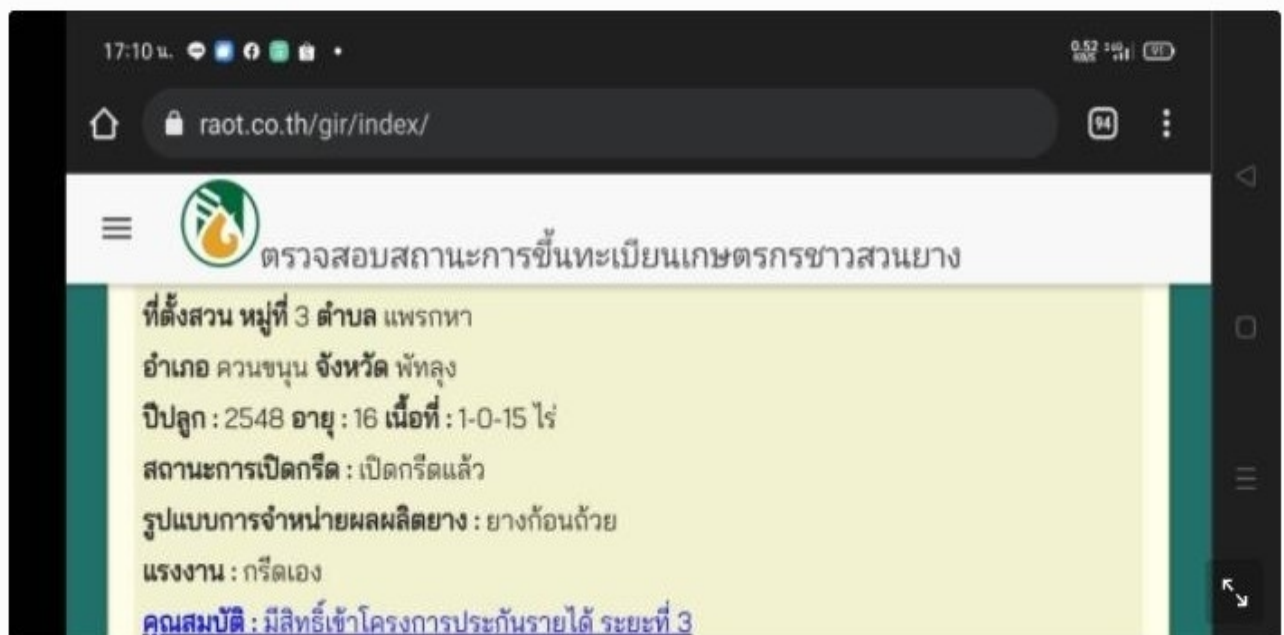 17:10 น.
0.52 KB/S 91
raot.co.th/gir/index/ 94
ตรวจสอบสถานะการขึ้นทะเบียนเกษตรกรชาวสวนยาง
ที่ตั้งสวน หมู่ที่ 3 ตำบล แพรกหา
อำเภอ ควนขนุน จังหวัด พัทลุง
ปีปลูก : 2548 อายุ : 16 เนื้อที่ : 1-0-15 ไร่
สถานะการเปิดกรีด : เปิดกรีดแล้ว
รูปแบบการจำหน่ายผลผลิตยาง : ยางก้อนถ้วย
แรงงาน : กรีดเอง
คุณสมบัติ : มีสิทธิ์เข้าโครงการประกันรายได้ ระยะที่ 3